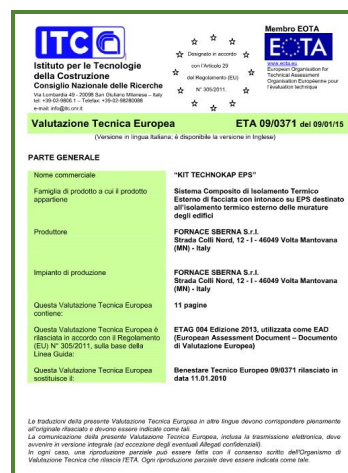 ITC
Istituto per le Tecnologie
della Costruzione
Consiglio Nazionale delle Ricerche
Via Lombardia 49 - 20098 San Giuliano Milanese – Italy
tel: +39-02-9806.1 – Telefax: +39-02-98280088
e-mail: info@itc.cnr.it
Designato in accordo
con l'Articolo 29
del Regolamento (EU)
N° 305/2011.
Membro EOTA
EOTA
www.eota.eu
European Organisation for
Technical Assessment
Organisation Européenne pour
l'évaluation technique
Valutazione Tecnica Europea ETA 09/0371 del 09/01/15
(Versione in lingua Italiana; è disponibile la versione in Inglese)
PARTE GENERALE
Nome commerciale "KIT TECHNOKAP EPS"
Famiglia di prodotto a cui il prodotto Sistema Composito di Isolamento Termico
appartiene Esterno di facciata con intonaco su EPS destinato
all'isolamento termico esterno delle murature
degli edifici
Produttore FORNACE SBERNA S.r.l.
Strada Colli Nord, 12 - I - 46049 Volta Mantovana
(MN) - Italy
Impianto di produzione FORNACE SBERNA S.r.l.
Strada Colli Nord, 12 - I - 46049 Volta Mantovana
(MN) - Italy
Questa Valutazione Tecnica Europea 11 pagine
contiene:
Questa Valutazione Tecnica Europea è ETAG 004 Edizione 2013, utilizzata come EAD
rilasciata in accordo con il Regolamento (European Assessment Document – Documento
(EU) N° 305/2011, sulla base della di Valutazione Europea)
Linea Guida:
Questa Valutazione Tecnica Europea Benestare Tecnico Europeo 09/0371 rilasciato in
sostituisce il: data 11.01.2010
Le traduzioni della presente Valutazione Tecnica Europea in altre lingue devono corrispondere pienamente
all'originale rilasciato e devono essere indicate come tali.
La comunicazione della presente Valutazione Tecnica Europea, inclusa la trasmissione elettronica, deve
avvenire in versione integrale (ad eccezione degli eventuali Allegati confidenziali).
In ogni caso, una riproduzione parziale può essere fatta con il consenso scritto dell'Organismo di
Valutazione Tecnica che rilascia l'ETA. Ogni riproduzione parziale deve essere indicata come tale.